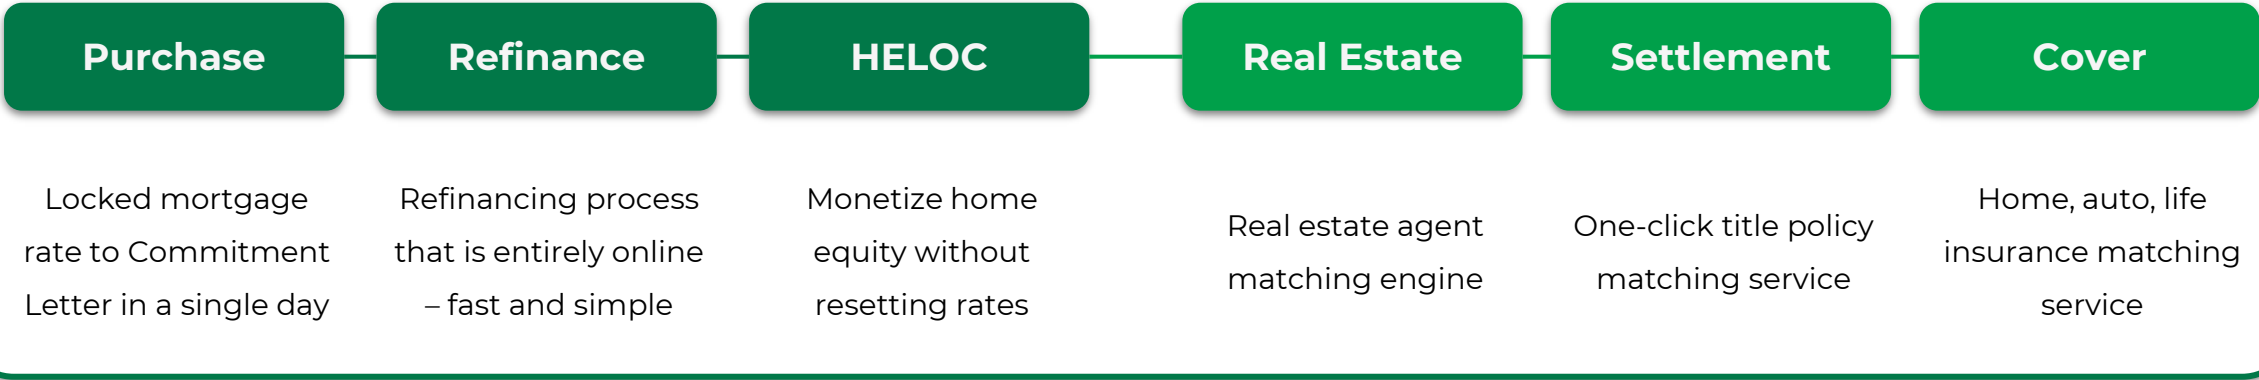 Purchase
Refinance
HELOC
Real Estate
Settlement
Cover
Locked mortgage
rate to Commitment
Letter in a single day
Refinancing process
that is entirely online
– fast and simple
Monetize home
equity without
resetting rates
Real estate agent
matching engine
One-click title policy
matching service
Home, auto, life
insurance matching
service